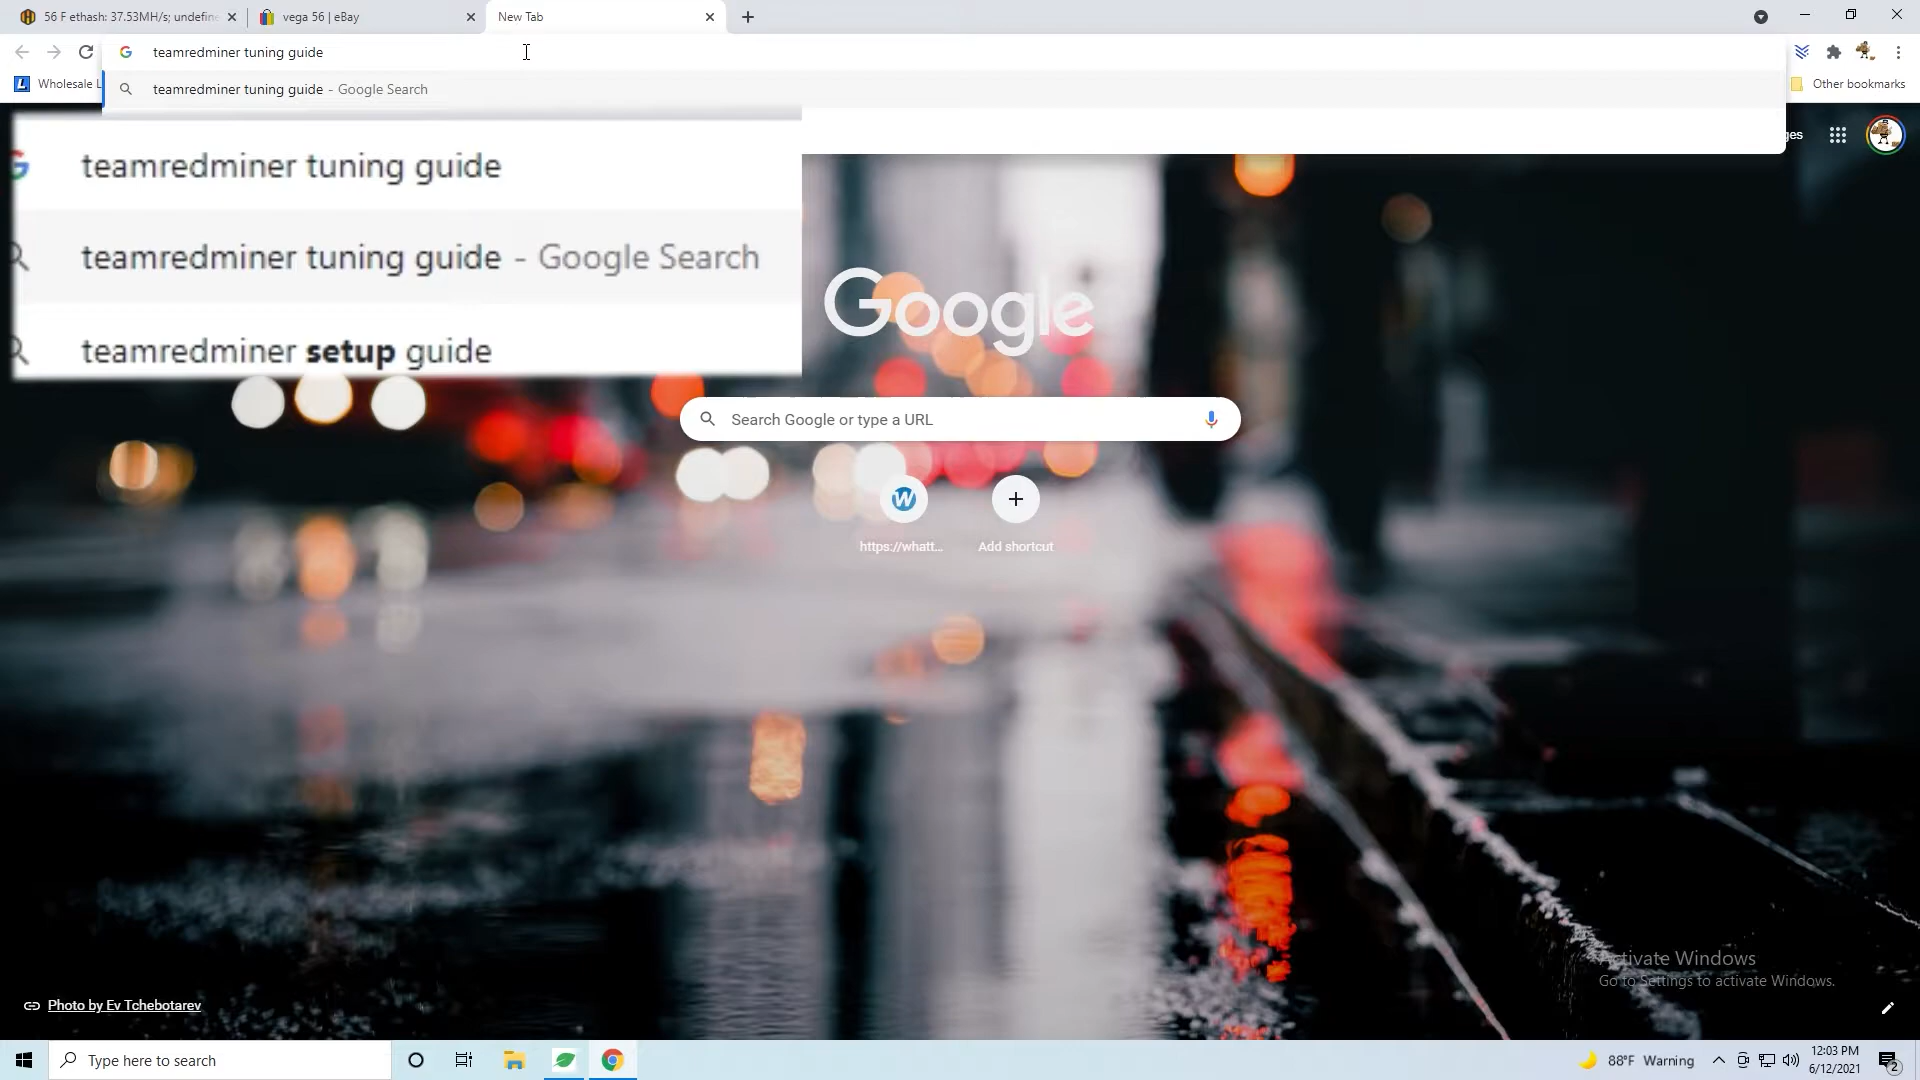 56 F ethash: 37.53MH/s; undefine
vega 56 | eBay
New Tab
teamredminer tuning guide
Wholesale L
teamredminer tuning guide - Google Search
Other bookmarks
ges
teamredminer tuning guide
teamredminer tuning guide - Google Search
teamredminer setup guide
Google
Search Google or type a URL
W
https://whatt...
Add shortcut
Activate Windows
Go to Settings to activate Windows.
Photo by Ev Tchebotarev
Type here to search
88°F Warning
12:03 PM
6/12/2021
2